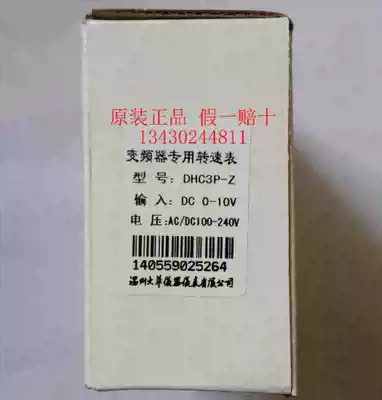 原装正品 假一赔十
13430244811
变频器专用转速表
型号: DHC3P-Z
输入: DC 0-10V
电压:AC/DC100-240V
140559025264
温州大华仪器仪表有限公司